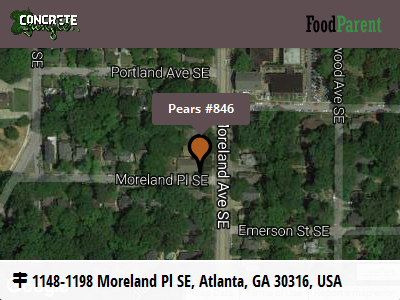 CONCRETE
Jungle
FoodParent
SE
Portland Ave SE
Pears #846
wood Ave SE
Moreland Pl SE
Moreland Ave SE
Emerson St SE
1148-1198 Moreland Pl SE, Atlanta, GA 30316, USA